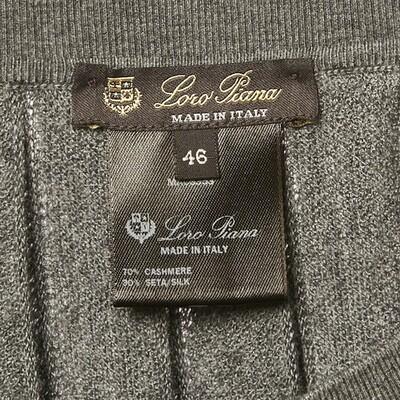 Loro Piana
MADE IN ITALY
46
Loro Piana
MADE IN ITALY
70% CASHMERE
30% SETA/SILK